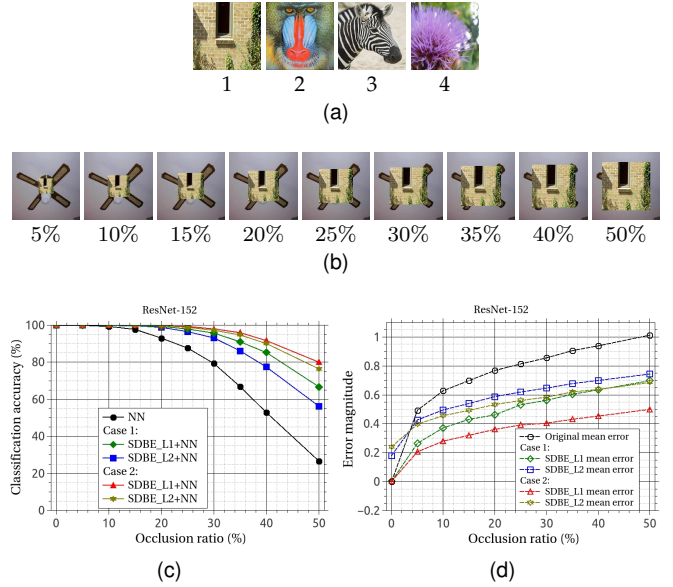 1 2 3 4
(a)
5% 10% 15% 20% 25% 30% 35% 40% 50%
(b)
ResNet-152
Classification accuracy (%)
100
80
60
40
20
0
NN
Case 1:
SDBE_L1+NN
SDBE_L2+NN
Case 2:
SDBE_L1+NN
SDBE_L2+NN
0 10 20 30 40 50
Occlusion ratio (%)
(c)
ResNet-152
Error magnitude
1
0.8
0.6
0.4
0.2
0
−0.2
Original mean error
Case 1:
SDBE_L1 mean error
SDBE_L2 mean error
Case 2:
SDBE_L1 mean error
SDBE_L2 mean error
0 10 20 30 40 50
Occlusion ratio (%)
(d)